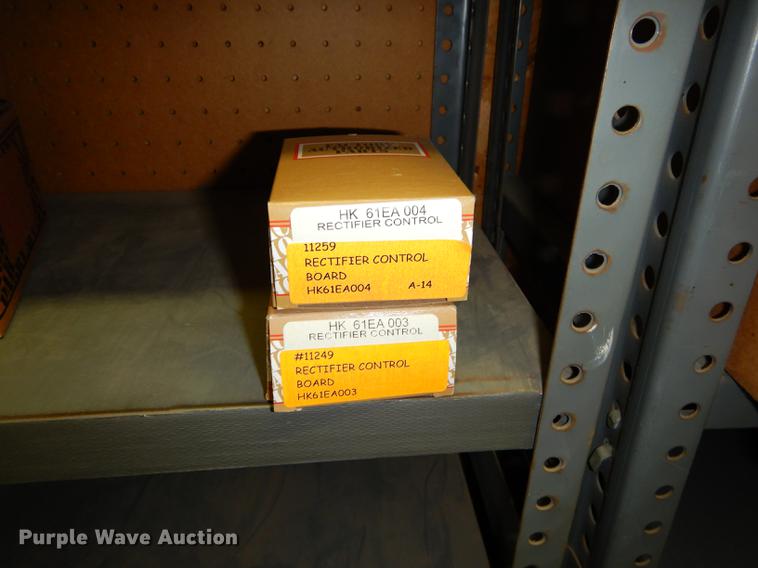 HK 61EA 004
RECTIFIER CONTROL
11259
RECTIFIER CONTROL
BOARD
HK61EA004 A-14
HK 61EA 003
RECTIFIER CONTROL
#11249
RECTIFIER CONTROL
BOARD
HK61EA003
Purple Wave Auction